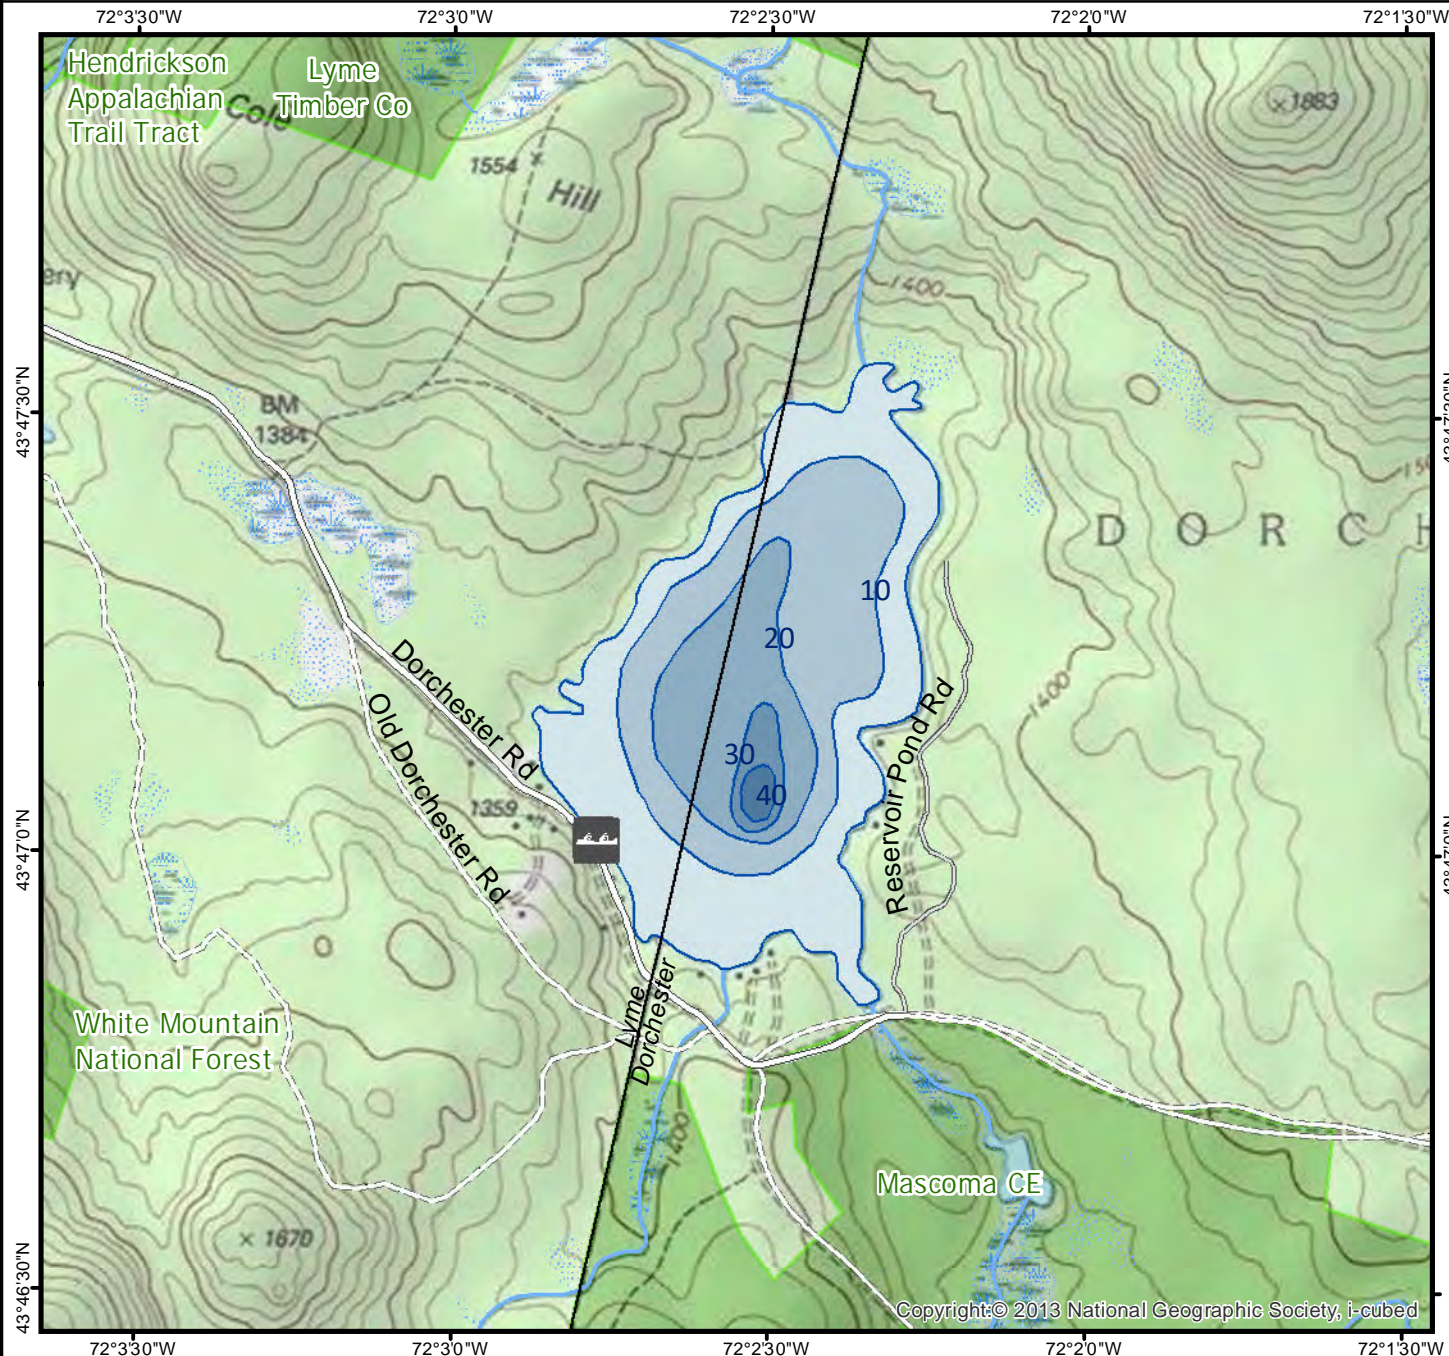 72°3'30"W
72°3'0"W
72°2'30"W
72°2'0"W
72°1'30"W
Hendrickson
Appalachian
Trail Tract
Lyme
Timber Co
Cole
Hill
1554
×1883
1400
43°47'30"N
BM
1384
D O R C H
10
20
30
40
1400
Dorchester Rd
Old Dorchester Rd
Reservoir Pond Rd
1359
43°47'0"N
43°47'0"N
Lyme
Dorchester
White Mountain
National Forest
1400
Mascoma CE
× 1670
43°46'30"N
Copyright:© 2013 National Geographic Society, i-cubed
72°3'30"W
72°3'0"W
72°2'30"W
72°2'0"W
72°1'30"W